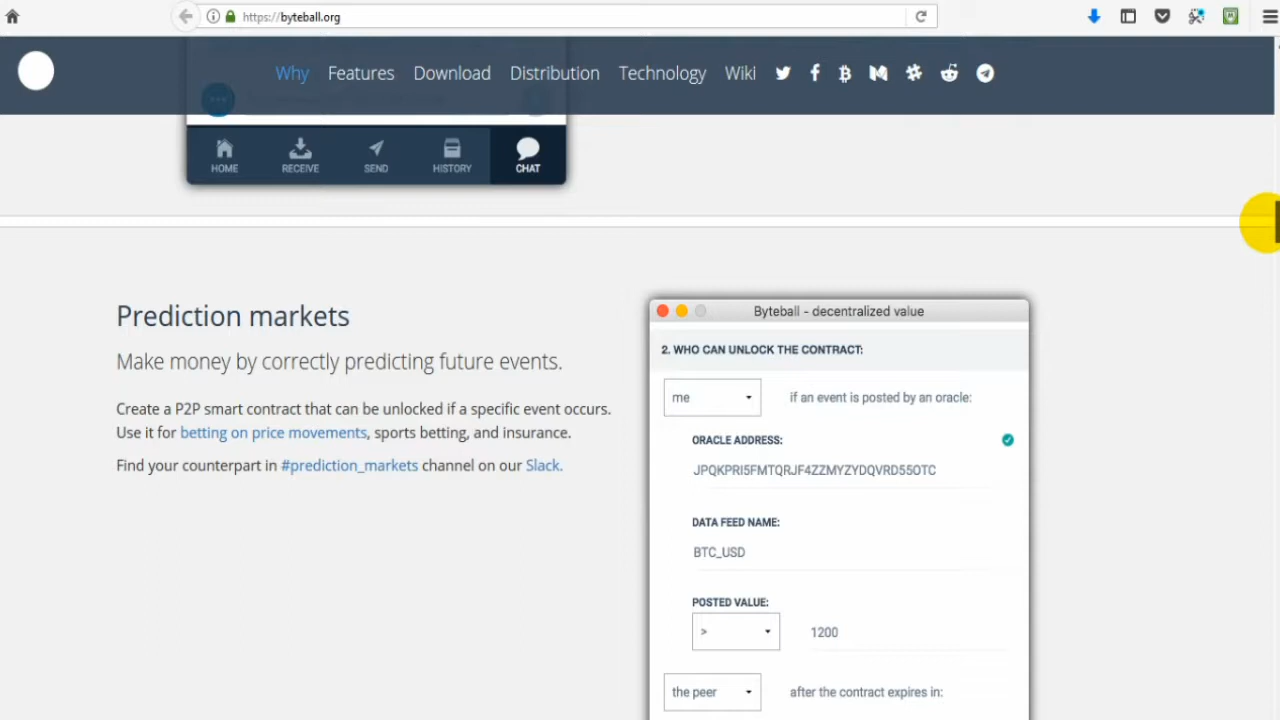 https://byteball.org
Why Features Download Distribution Technology Wiki
HOME RECEIVE SEND HISTORY CHAT
Prediction markets
Make money by correctly predicting future events.
Create a P2P smart contract that can be unlocked if a specific event occurs.
Use it for betting on price movements, sports betting, and insurance.
Find your counterpart in #prediction_markets channel on our Slack.
Byteball - decentralized value
2. WHO CAN UNLOCK THE CONTRACT:
me if an event is posted by an oracle:
ORACLE ADDRESS:
JPQKPRI5FMTQRJF4ZZMYZYDQVRD55OTC
DATA FEED NAME:
BTC_USD
POSTED VALUE:
> 1200
the peer after the contract expires in: